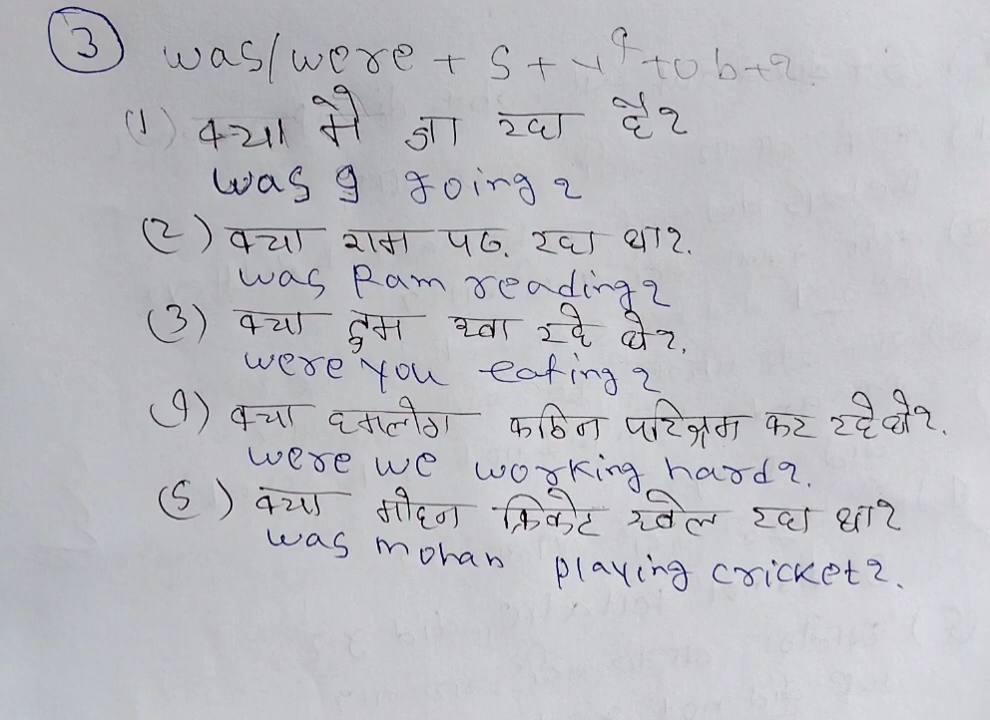 (3) was/were + S + v⁴ + ob + ?
(1) क्या मैं जा रहा है?
was I going?
(2) क्या राम पढ़ रहा था?
was Ram reading?
(3) क्या तुम खा रहे थे?
were you eating?
(4) क्या हमलोग कठिन परिश्रम कर रहे थे?
were we working hard?
(5) क्या मोहन क्रिकेट खेल रहा था?
was mohan playing cricket?